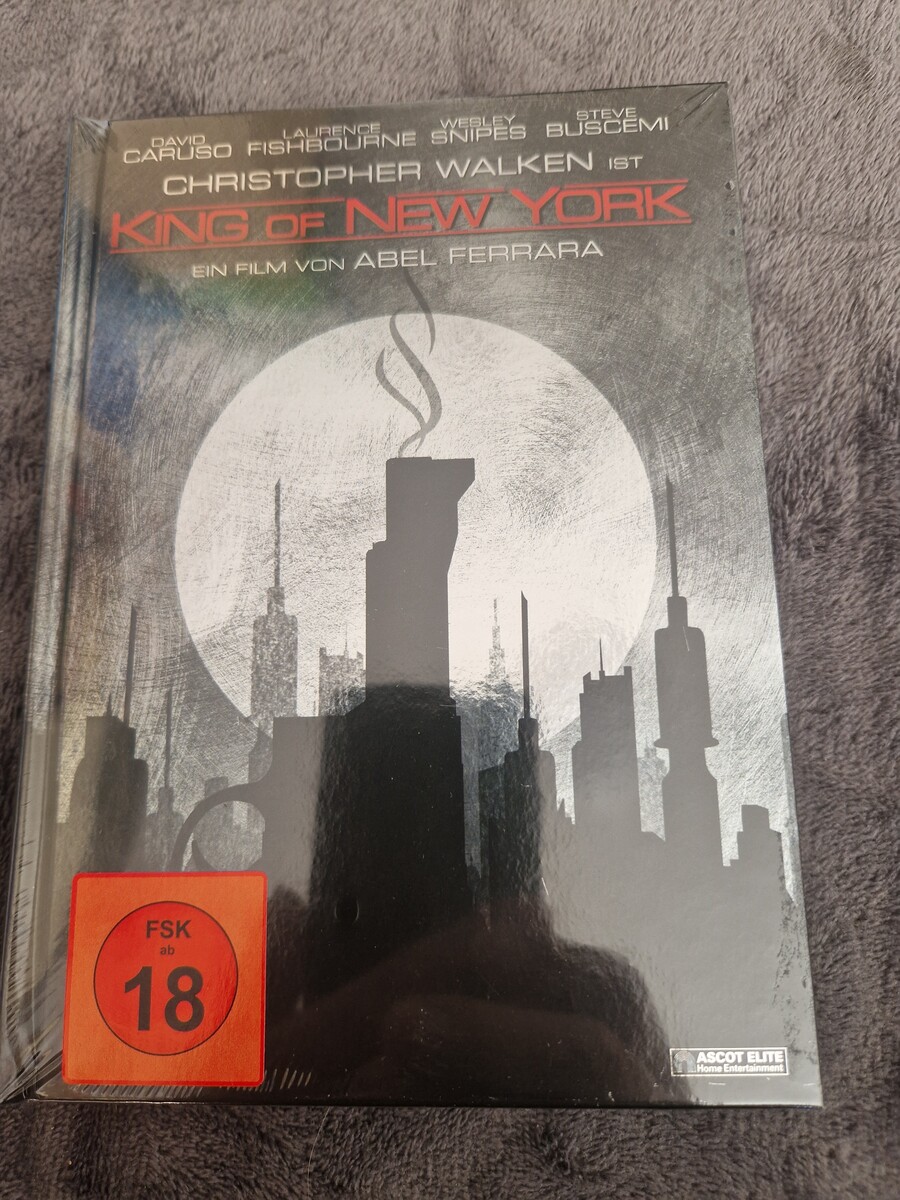 DAVID CARUSO LAURENCE FISHBOURNE WESLEY SNIPES STEVE BUSCEMI
CHRISTOPHER WALKEN IST
KING OF NEW YORK
EIN FILM VON ABEL FERRARA
FSK
ab
18
ASCOT ELITE
Home Entertainment